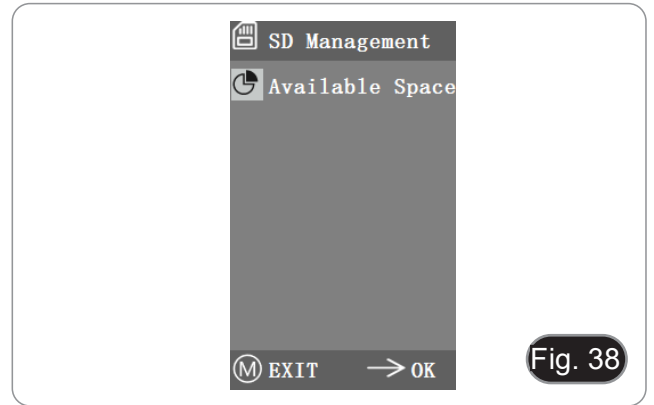 SD Management
Available Space
M EXIT → OK
Fig. 38